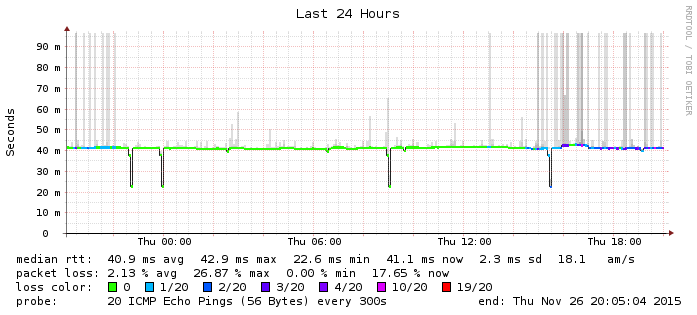 Last 24 Hours
RRDTOOL / TOBI OETIKER
Seconds
90 m
80 m
70 m
60 m
50 m
40 m
30 m
20 m
10 m
0
Thu 00:00 Thu 06:00 Thu 12:00 Thu 18:00
median rtt: 40.9 ms avg 42.9 ms max 22.6 ms min 41.1 ms now 2.3 ms sd 18.1 am/s
packet loss: 2.13 % avg 26.87 % max 0.00 % min 17.65 % now
loss color: 0 1/20 2/20 3/20 4/20 10/20 19/20
probe: 20 ICMP Echo Pings (56 Bytes) every 300s end: Thu Nov 26 20:05:04 2015